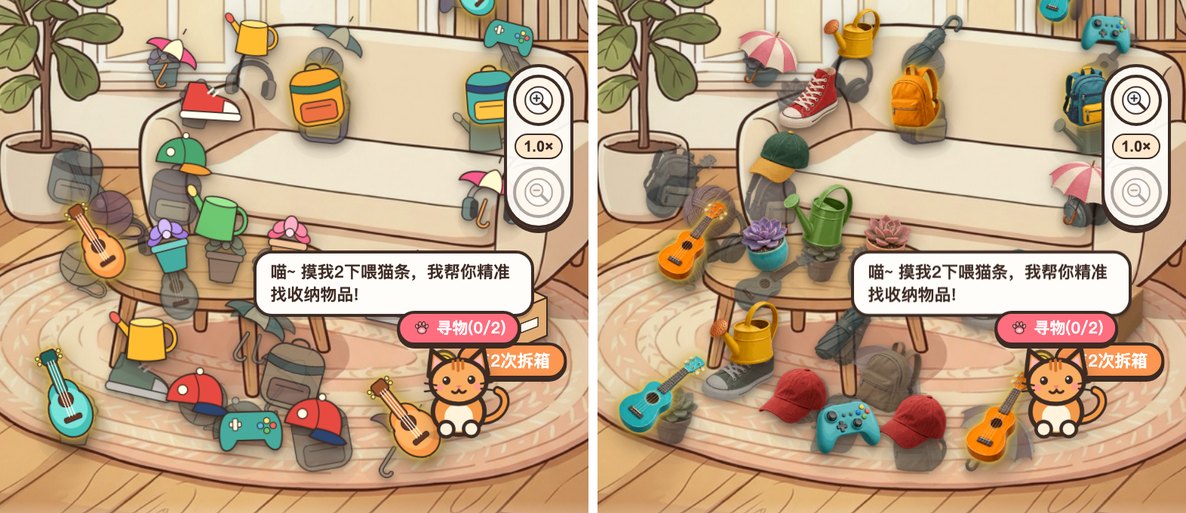 1.0×
喵~ 摸我2下喂猫条，我帮你精准
找收纳物品!
寻物(0/2)
2次拆箱
1.0×
喵~ 摸我2下喂猫条，我帮你精准
找收纳物品!
寻物(0/2)
2次拆箱